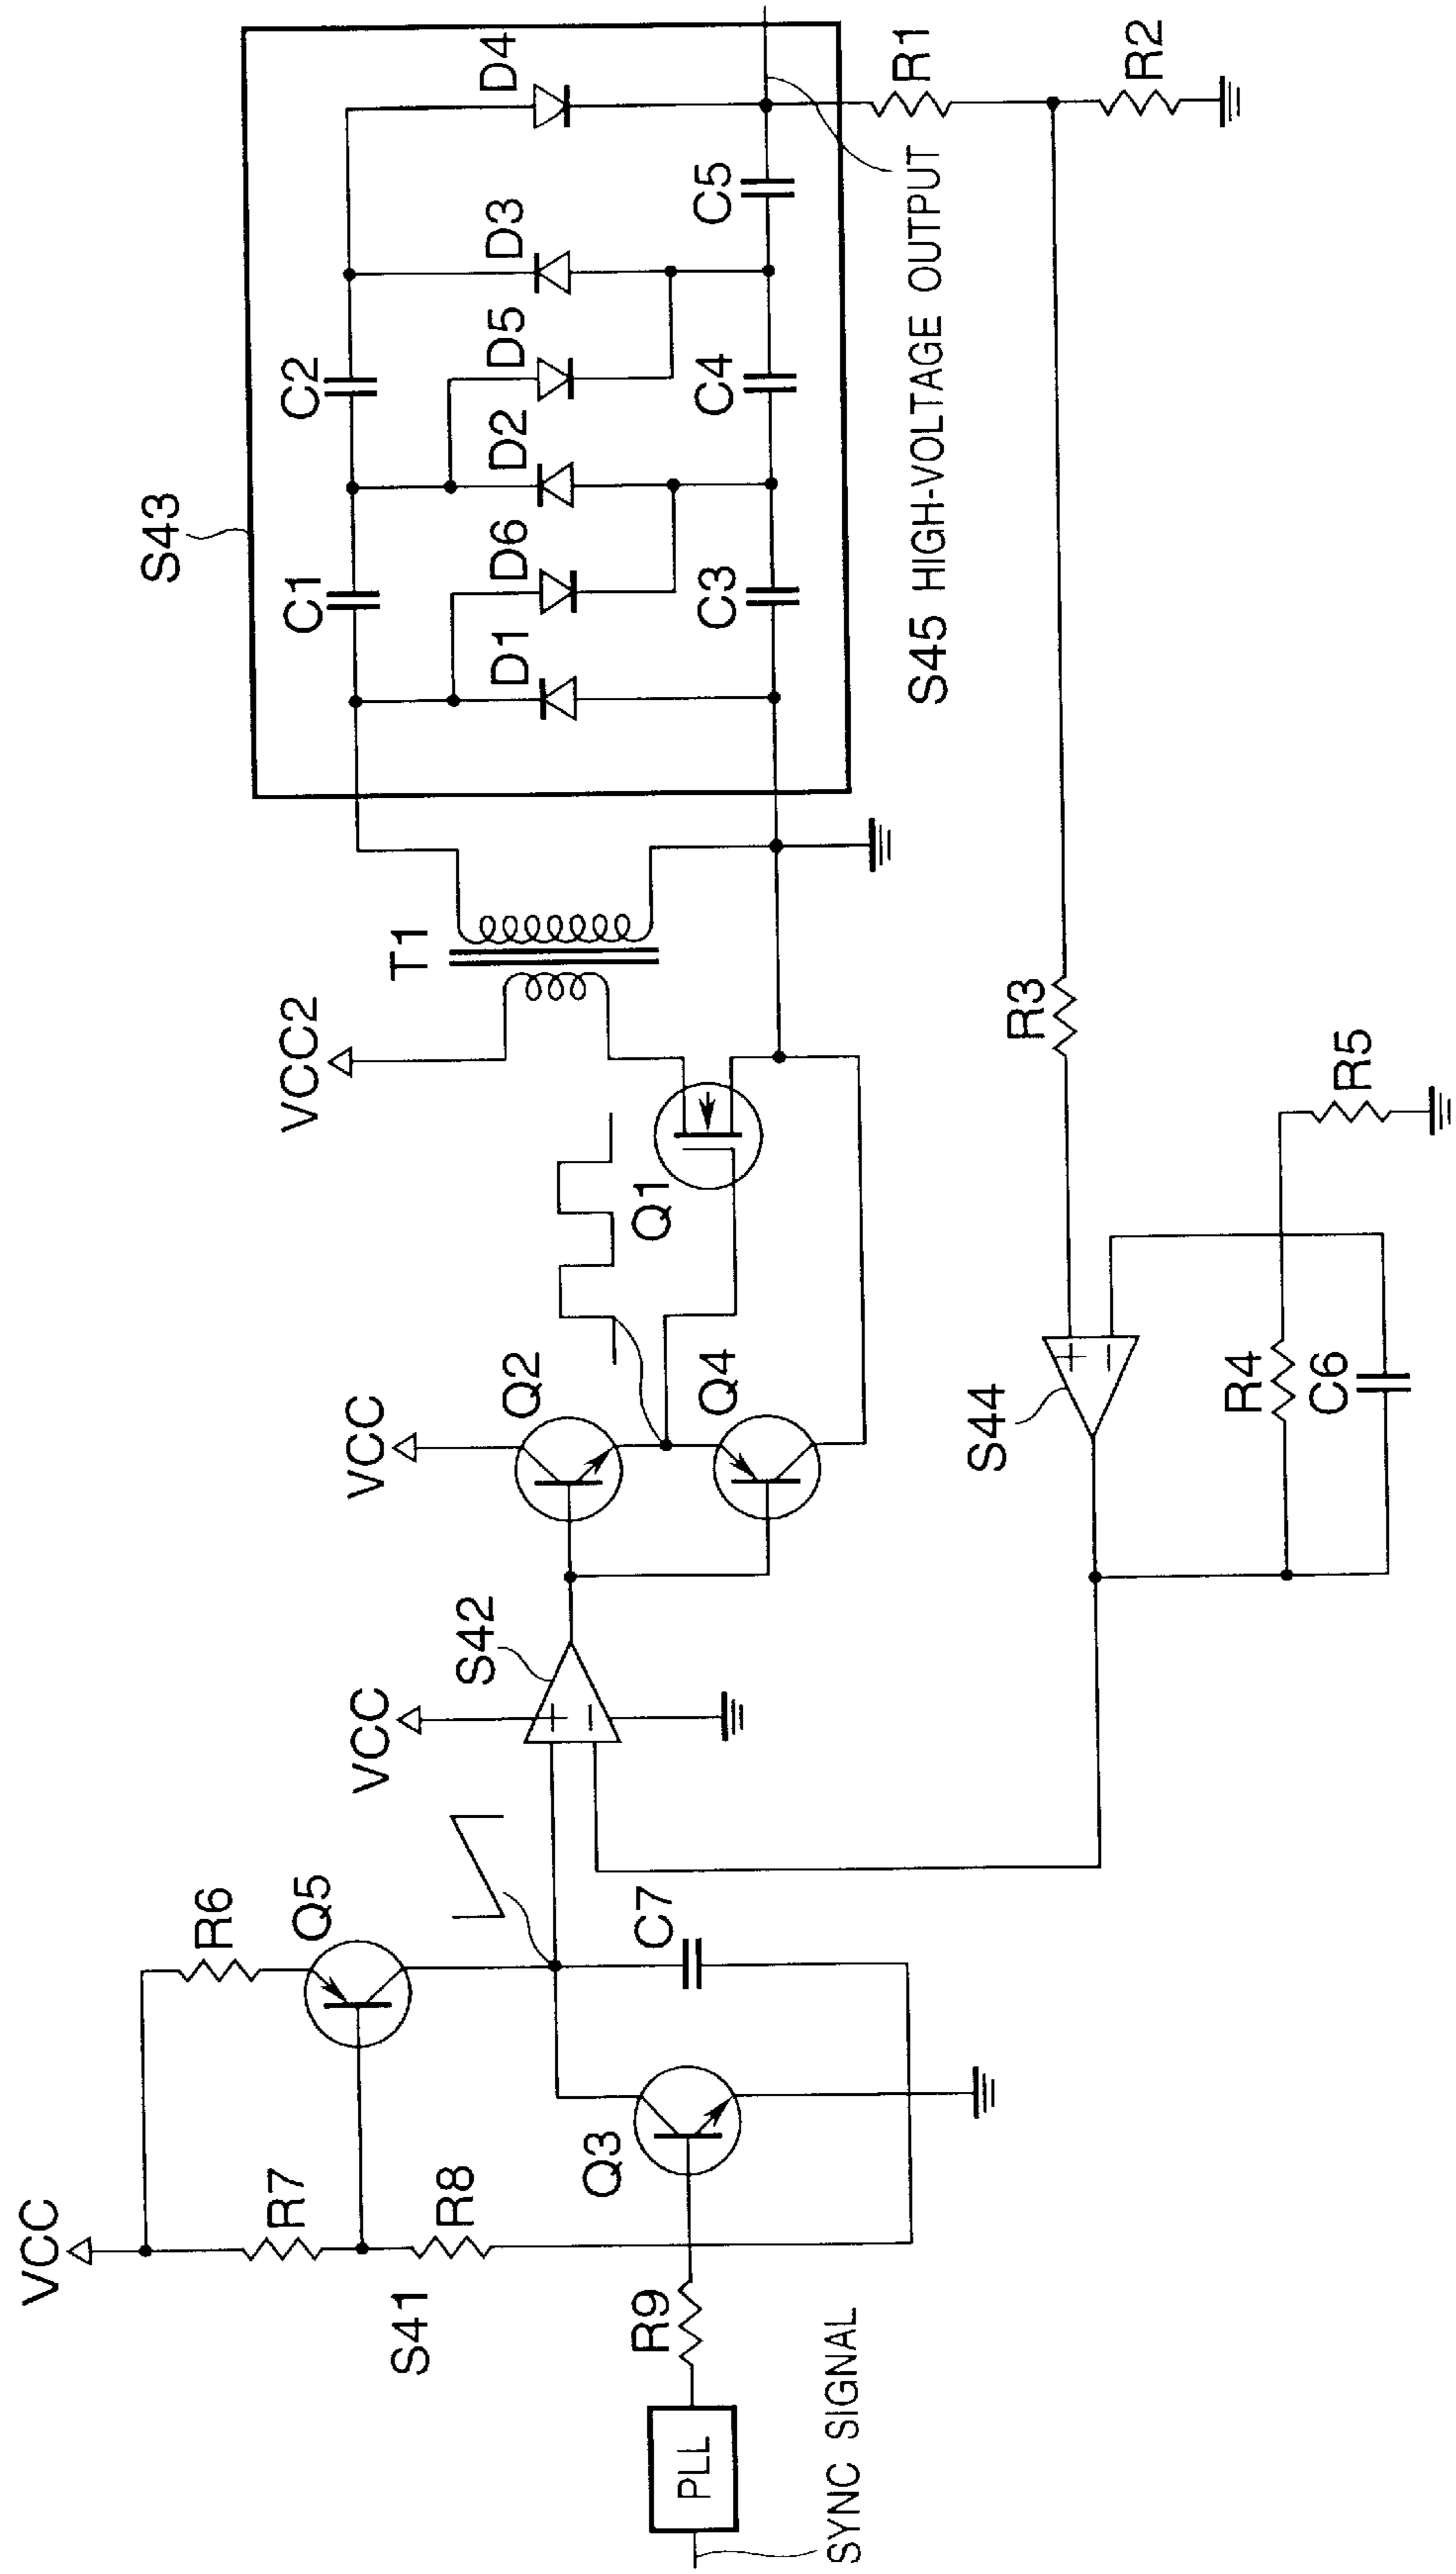 S43
C1
C2
D1
D6
D2
D5
D3
D4
C3
C4
C5
S45 HIGH-VOLTAGE OUTPUT
R1
R2
T1
VCC2
Q1
VCC
Q2
Q4
VCC
S42
+
−
R3
S44
+
−
R4
C6
R5
VCC
R6
Q5
R7
R8
S41
C7
Q3
R9
PLL
SYNC SIGNAL